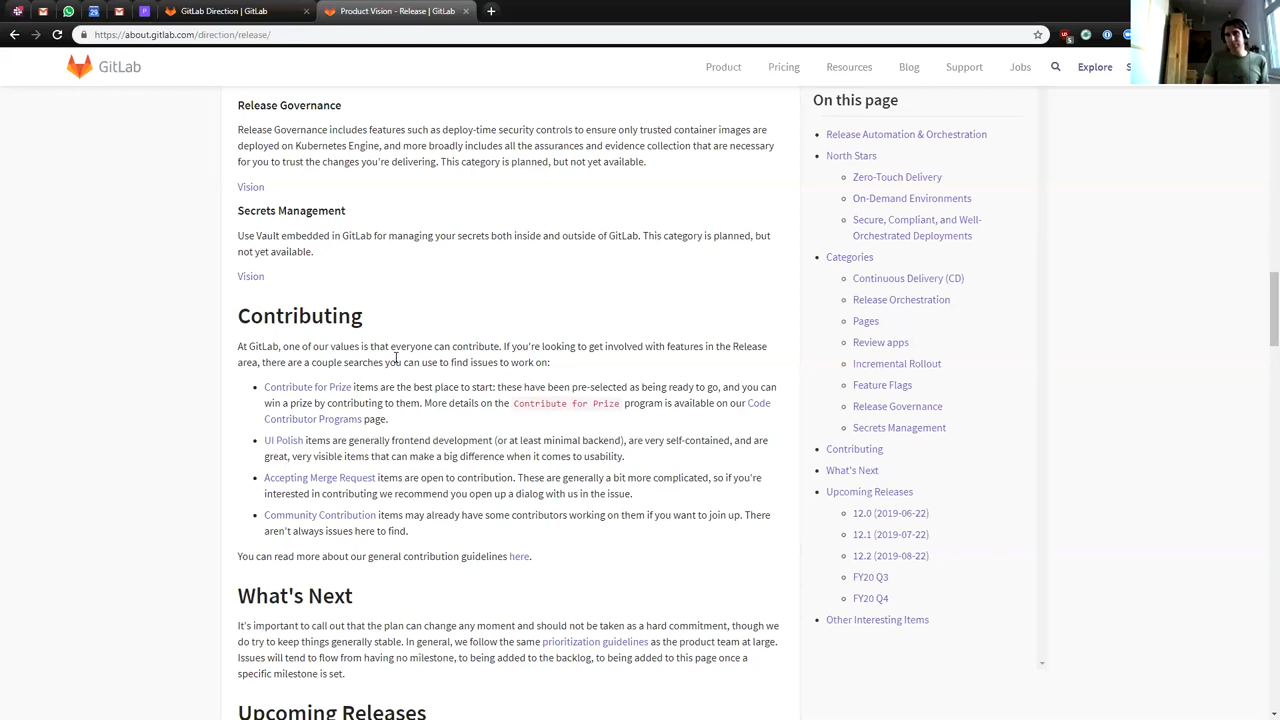 GitLab Direction | GitLab
Product Vision - Release | GitLab
https://about.gitlab.com/direction/release/
GitLab
Product
Pricing
Resources
Blog
Support
Jobs
Explore
Release Governance
Release Governance includes features such as deploy-time security controls to ensure only trusted container images are
deployed on Kubernetes Engine, and more broadly includes all the assurances and evidence collection that are necessary
for you to trust the changes you're delivering. This category is planned, but not yet available.
Vision
Secrets Management
Use Vault embedded in GitLab for managing your secrets both inside and outside of GitLab. This category is planned, but
not yet available.
Vision
Contributing
At GitLab, one of our values is that everyone can contribute. If you're looking to get involved with features in the Release
area, there are a couple searches you can use to find issues to work on:
Contribute for Prize items are the best place to start: these have been pre-selected as being ready to go, and you can
win a prize by contributing to them. More details on the Contribute for Prize program is available on our Code
Contributor Programs page.
UI Polish items are generally frontend development (or at least minimal backend), are very self-contained, and are
great, very visible items that can make a big difference when it comes to usability.
Accepting Merge Request items are open to contribution. These are generally a bit more complicated, so if you're
interested in contributing we recommend you open up a dialog with us in the issue.
Community Contribution items may already have some contributors working on them if you want to join up. There
aren't always issues here to find.
You can read more about our general contribution guidelines here.
What's Next
It's important to call out that the plan can change any moment and should not be taken as a hard commitment, though we
do try to keep things generally stable. In general, we follow the same prioritization guidelines as the product team at large.
Issues will tend to flow from having no milestone, to being added to the backlog, to being added to this page once a
specific milestone is set.
Upcoming Releases
On this page
Release Automation & Orchestration
North Stars
Zero-Touch Delivery
On-Demand Environments
Secure, Compliant, and Well-
Orchestrated Deployments
Categories
Continuous Delivery (CD)
Release Orchestration
Pages
Review apps
Incremental Rollout
Feature Flags
Release Governance
Secrets Management
Contributing
What's Next
Upcoming Releases
12.0 (2019-06-22)
12.1 (2019-07-22)
12.2 (2019-08-22)
FY20 Q3
FY20 Q4
Other Interesting Items